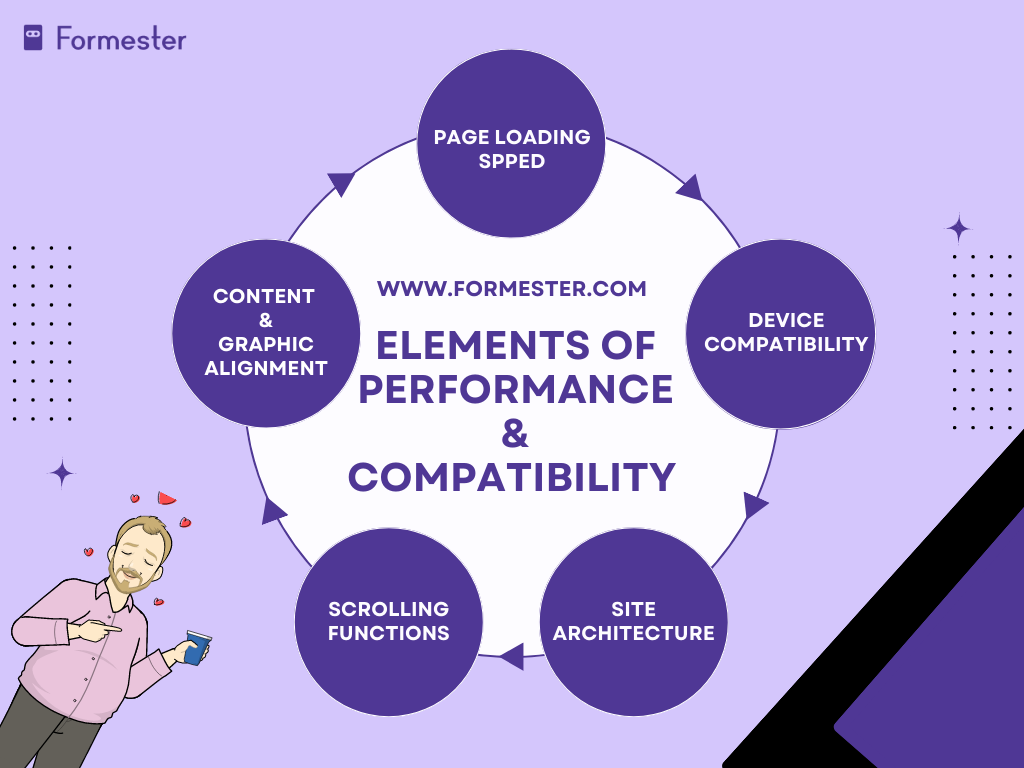 Formester
PAGE LOADING
SPPED
CONTENT
&
GRAPHIC
ALIGNMENT
WWW.FORMESTER.COM
ELEMENTS OF
PERFORMANCE
&
COMPATIBILITY
DEVICE
COMPATIBILITY
SCROLLING
FUNCTIONS
SITE
ARCHITECTURE